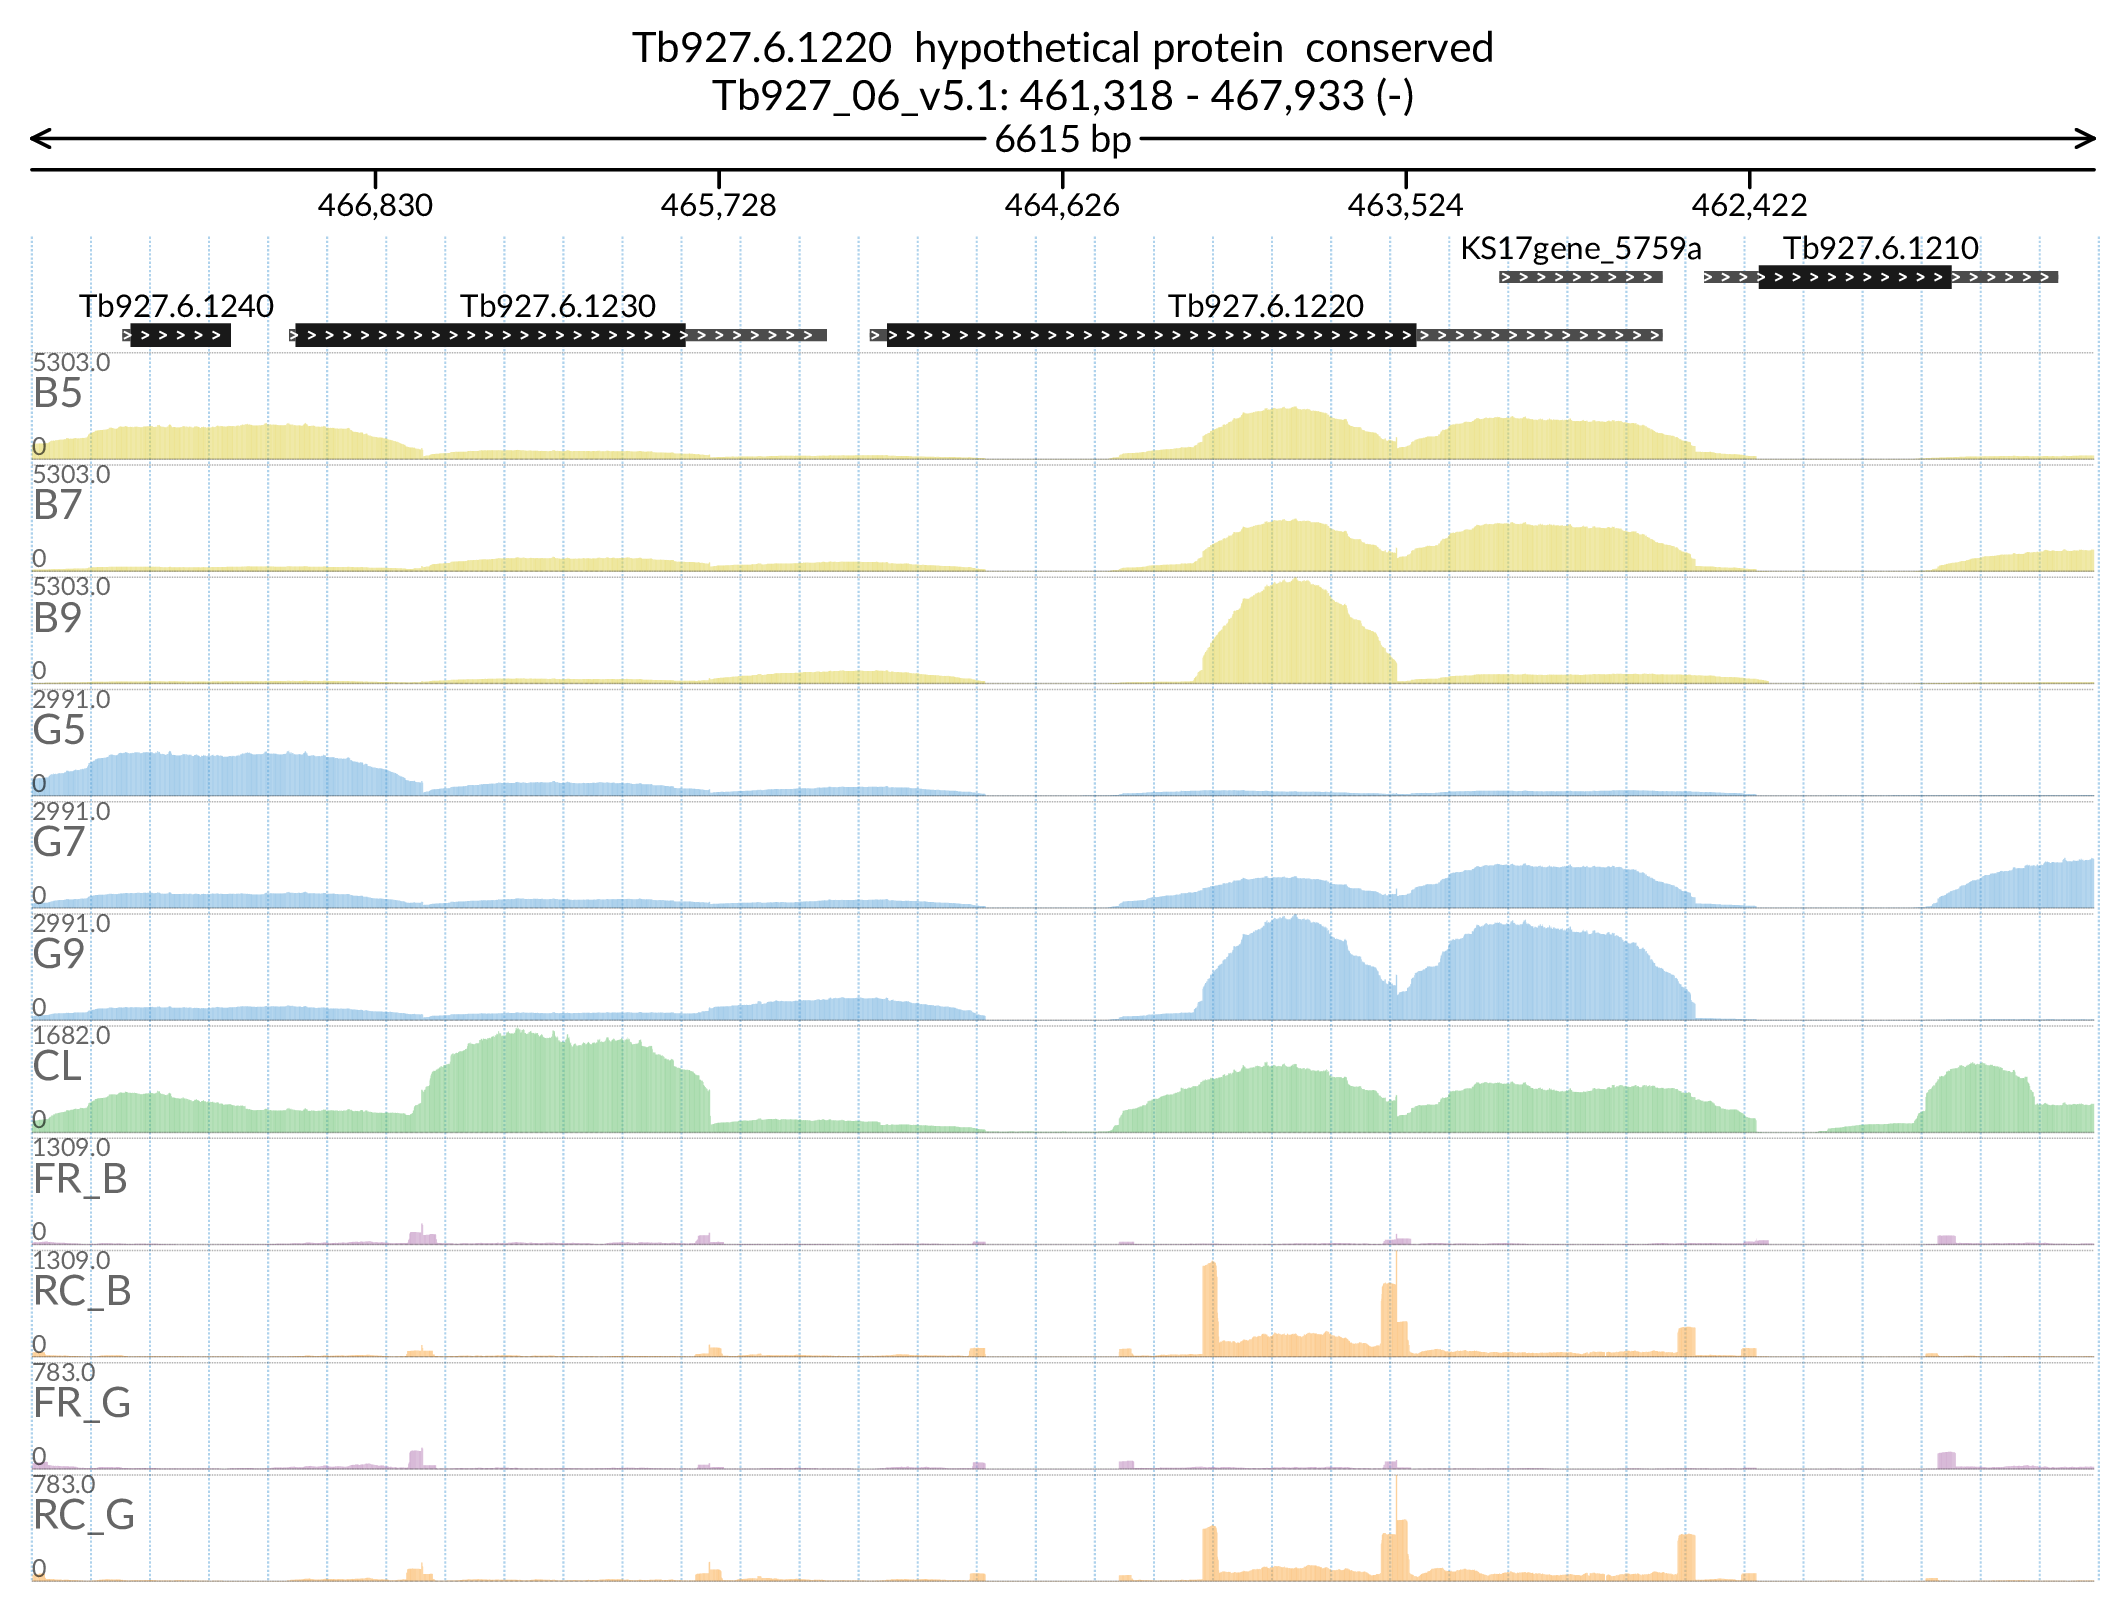 Tb927.6.1220  hypothetical protein  conserved
Tb927_06_v5.1: 461,318 - 467,933 (-)
6615 bp
466,830 465,728 464,626 463,524 462,422
KS17gene_5759a Tb927.6.1210
Tb927.6.1240 Tb927.6.1230 Tb927.6.1220
5303.0
B5
0
5303.0
B7
0
5303.0
B9
0
2991.0
G5
0
2991.0
G7
0
2991.0
G9
0
1682.0
CL
0
1309.0
FR_B
0
1309.0
RC_B
0
783.0
FR_G
0
783.0
RC_G
0